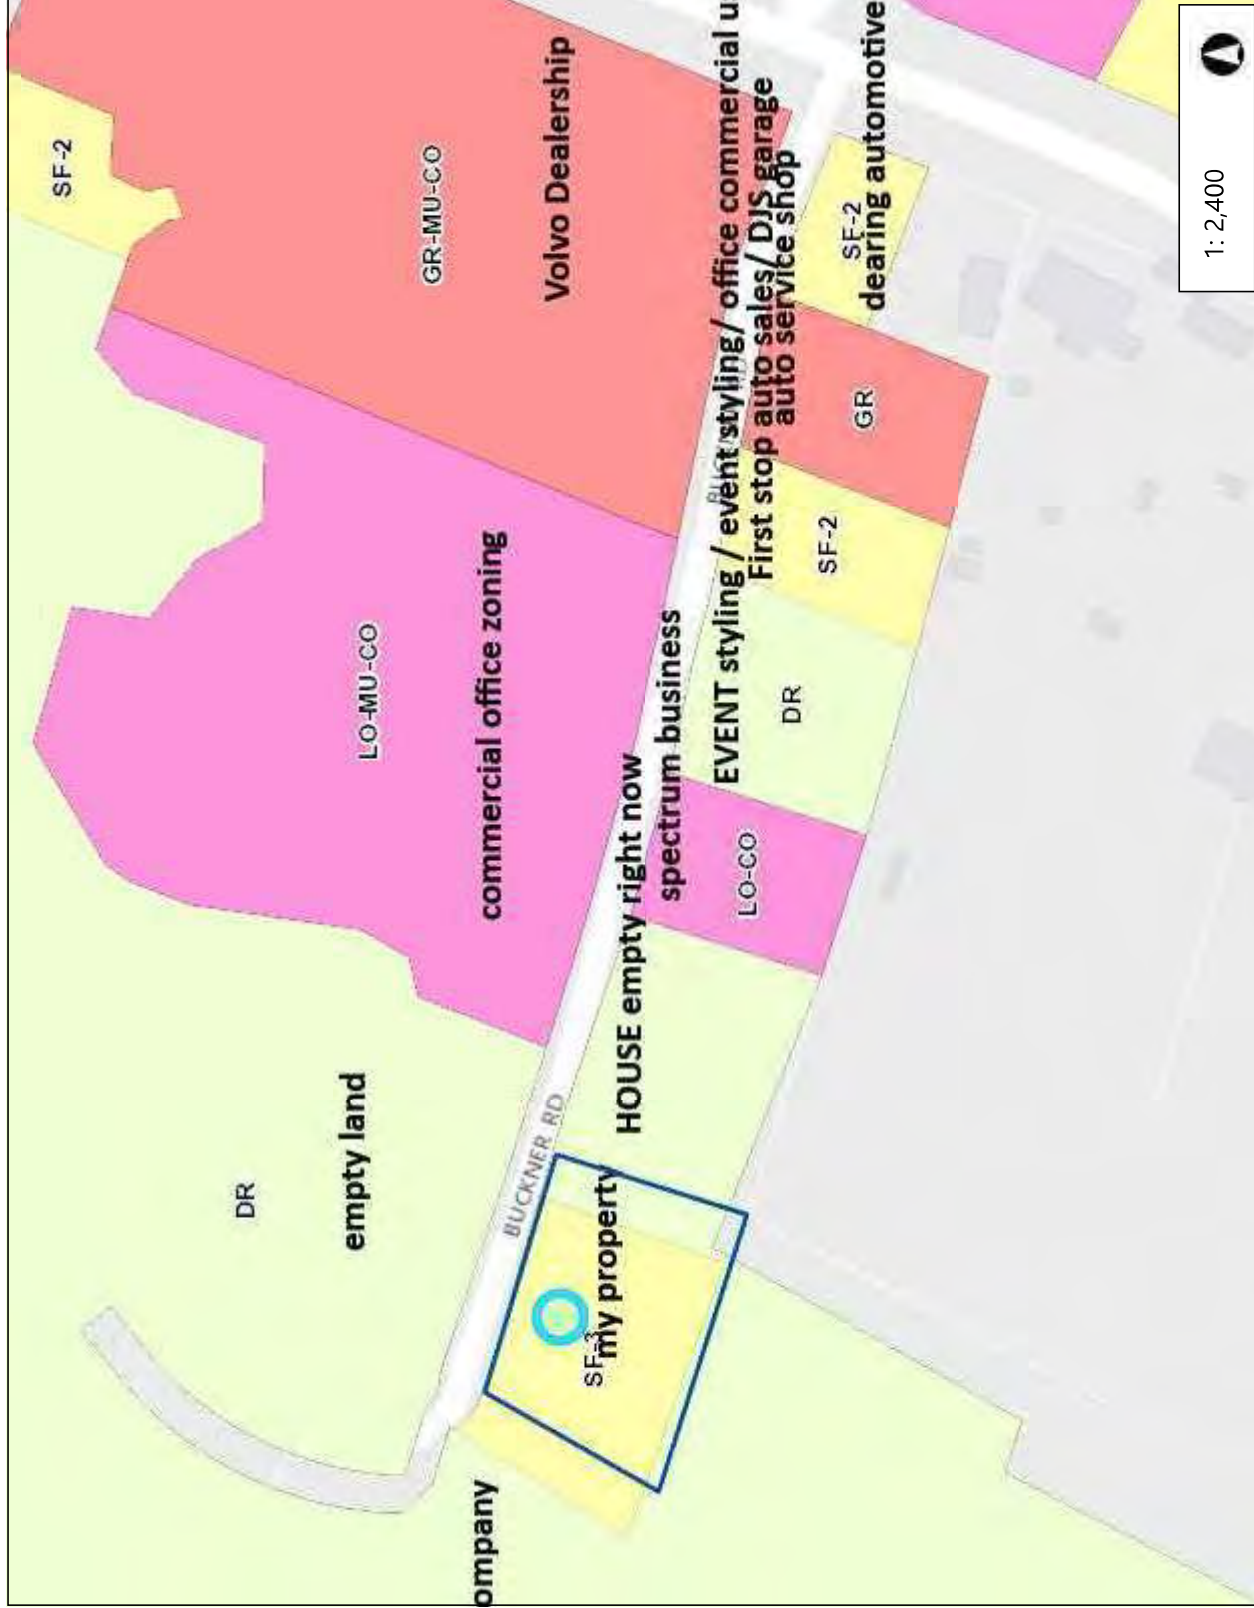 SF-2
DR
empty land
LO-MU-CO
GR-MU-CO
ompany
commercial office zoning
BUCKNER RD
Volvo Dealership
SF-3
my property
HOUSE empty right now
spectrum business
EVENT styling / event styling/ office commercial u
LO-CO
First stop auto sales/ DJS garage
auto service shop
DR
SF-2
SF-2
GR
dearing automotive
1: 2,400